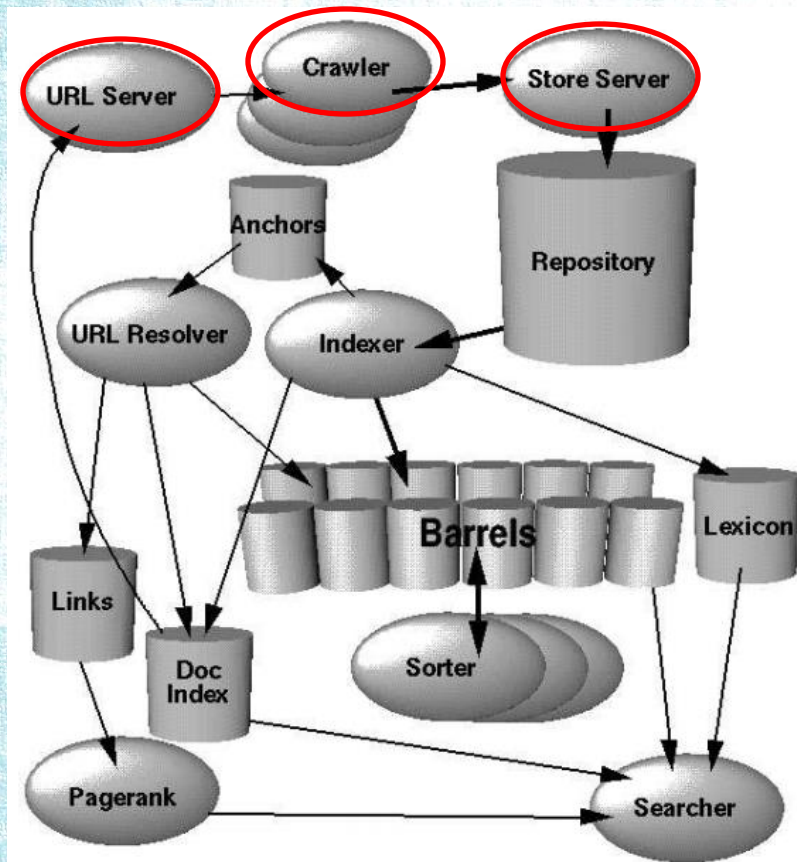 URL Server
Crawler
Store Server
Anchors
Repository
URL Resolver
Indexer
Barrels
Lexicon
Links
Doc
Index
Sorter
Pagerank
Searcher